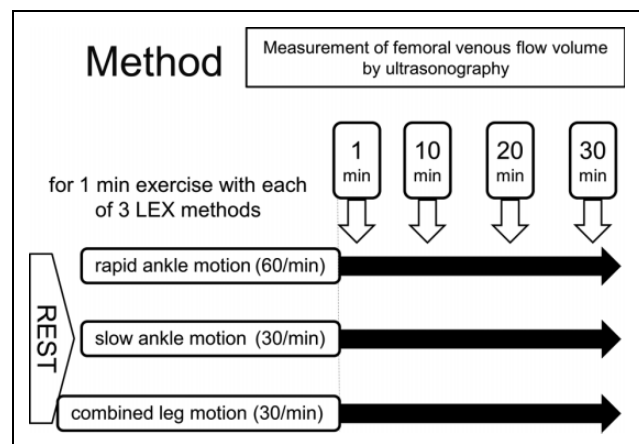 Method
Measurement of femoral venous flow volume
by ultrasonography
1
min
10
min
20
min
30
min
for 1 min exercise with each
of 3 LEX methods
REST
rapid ankle motion (60/min)
slow ankle motion (30/min)
combined leg motion (30/min)